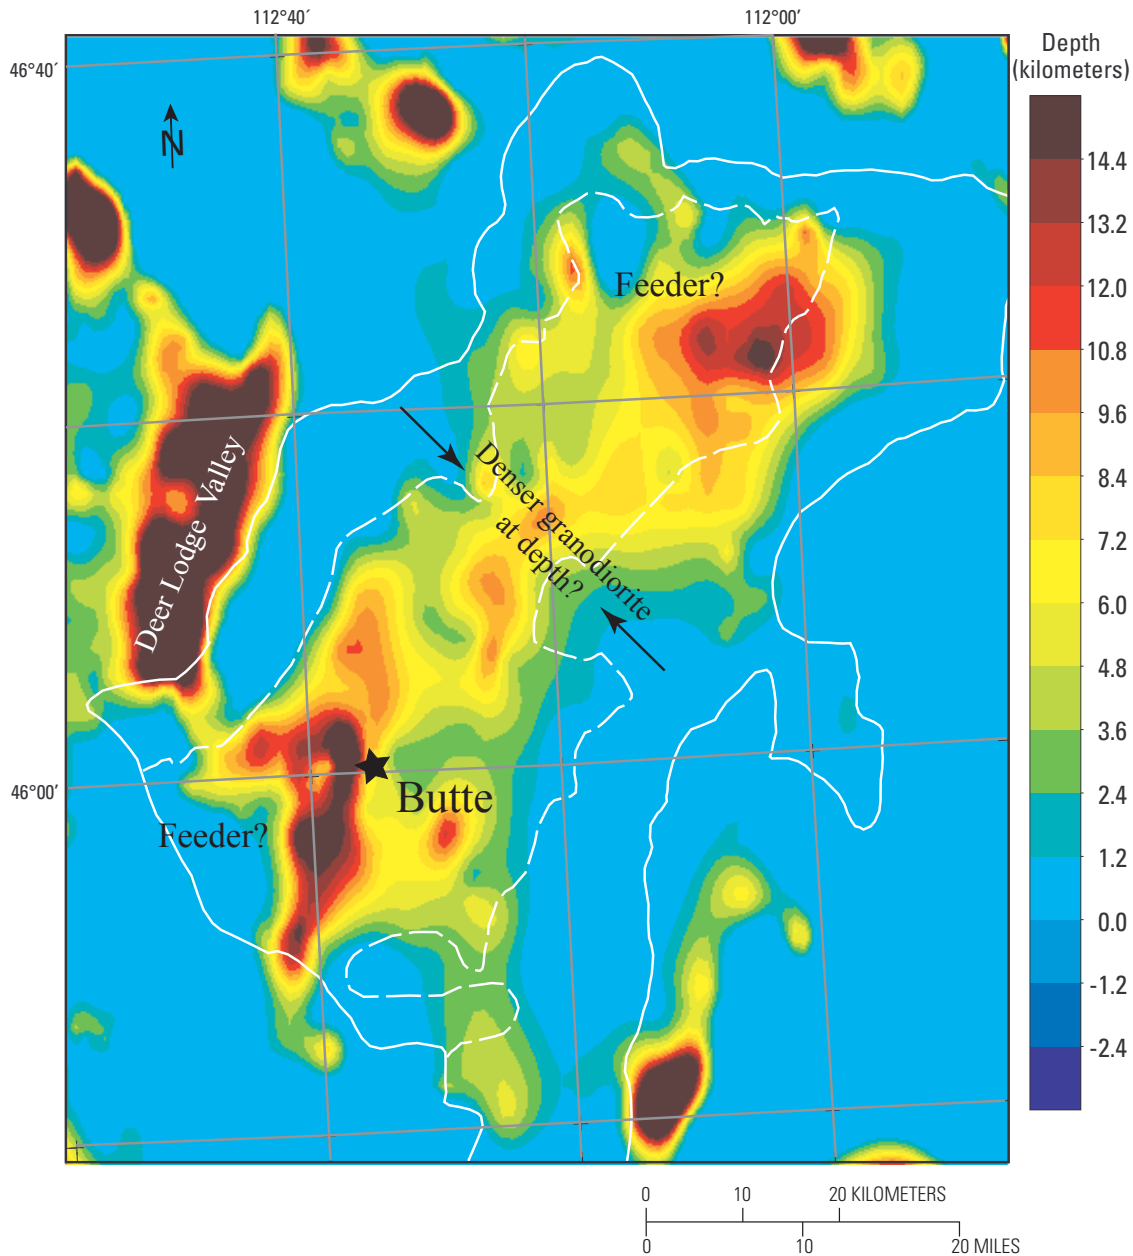 112°40´
112°00´
46°40´
Depth
(kilometers)
N
14.4
13.2
12.0
10.8
9.6
8.4
7.2
6.0
4.8
3.6
2.4
1.2
0.0
-1.2
-2.4
Feeder?
Denser granodiorite
at depth?
Deer Lodge Valley
46°00´
Butte
Feeder?
0 10 20 KILOMETERS
0 10 20 MILES